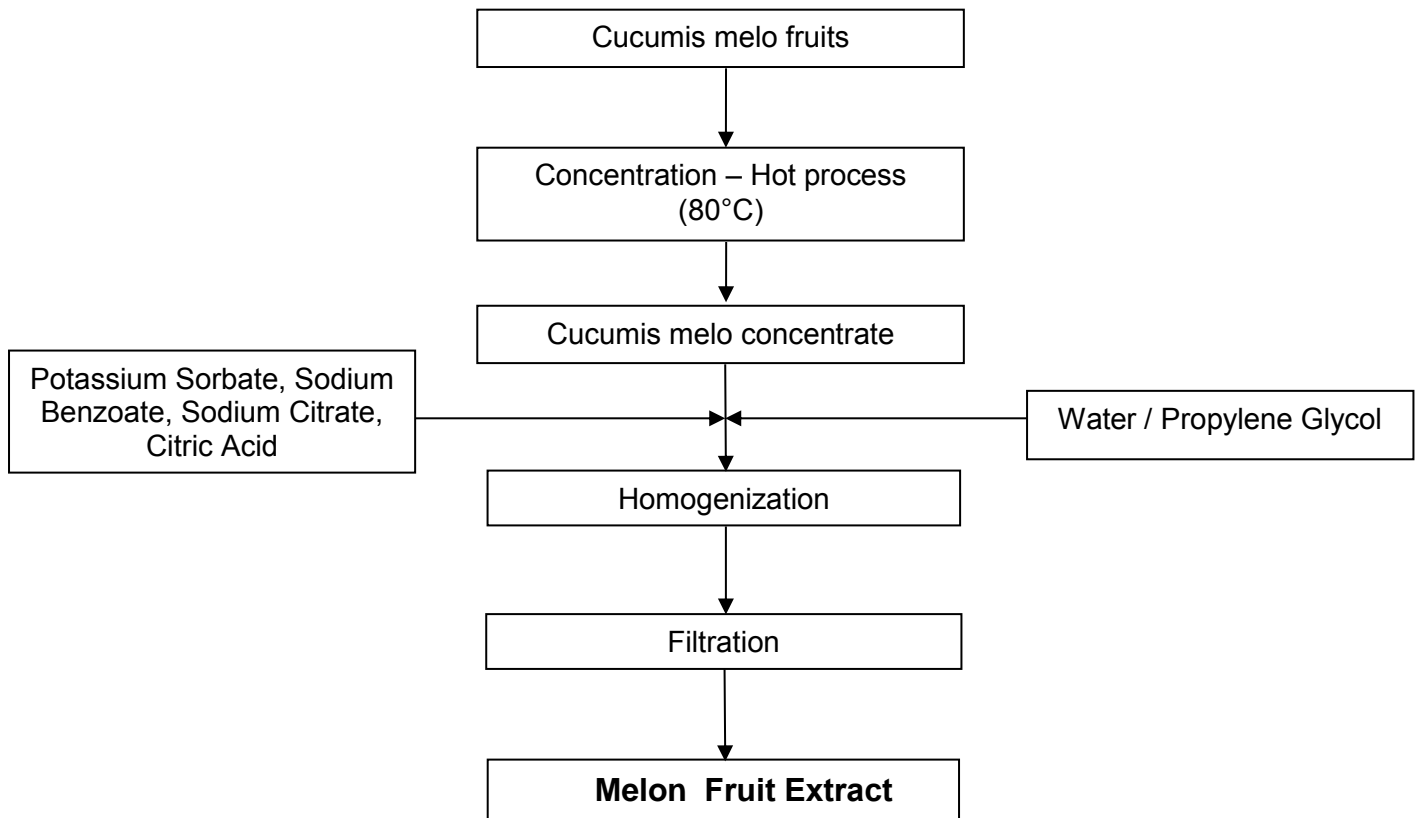 Cucumis melo fruits
Concentration – Hot process
(80°C)
Cucumis melo concentrate
Potassium Sorbate, Sodium
Benzoate, Sodium Citrate,
Citric Acid
Water / Propylene Glycol
Homogenization
Filtration
Melon Fruit Extract